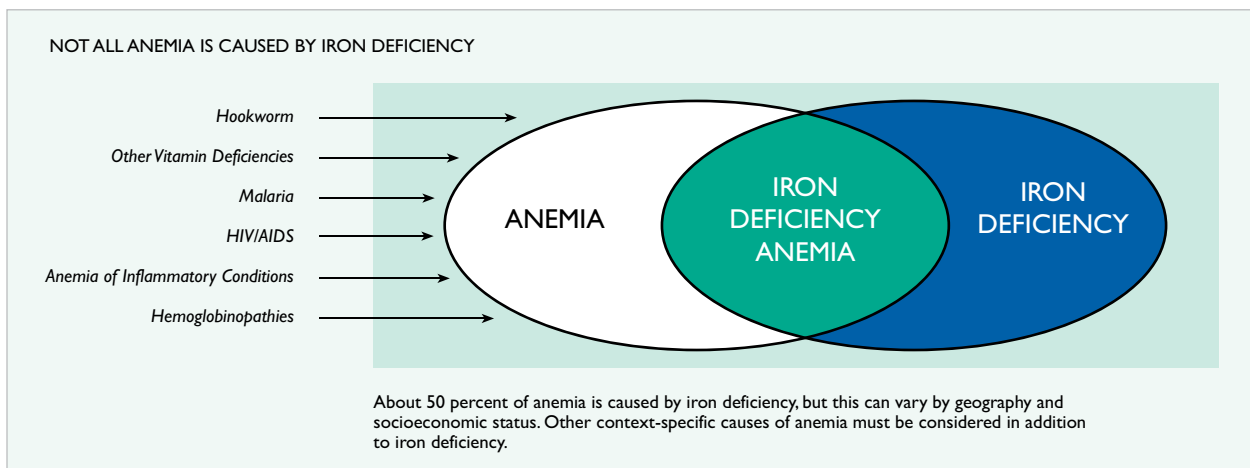 NOT ALL ANEMIA IS CAUSED BY IRON DEFICIENCY
Hookworm
Other Vitamin Deficiencies
Malaria
HIV/AIDS
Anemia of Inflammatory Conditions
Hemoglobinopathies
ANEMIA
IRON
DEFICIENCY
ANEMIA
IRON
DEFICIENCY
About 50 percent of anemia is caused by iron deficiency, but this can vary by geography and
socioeconomic status. Other context-specific causes of anemia must be considered in addition
to iron deficiency.